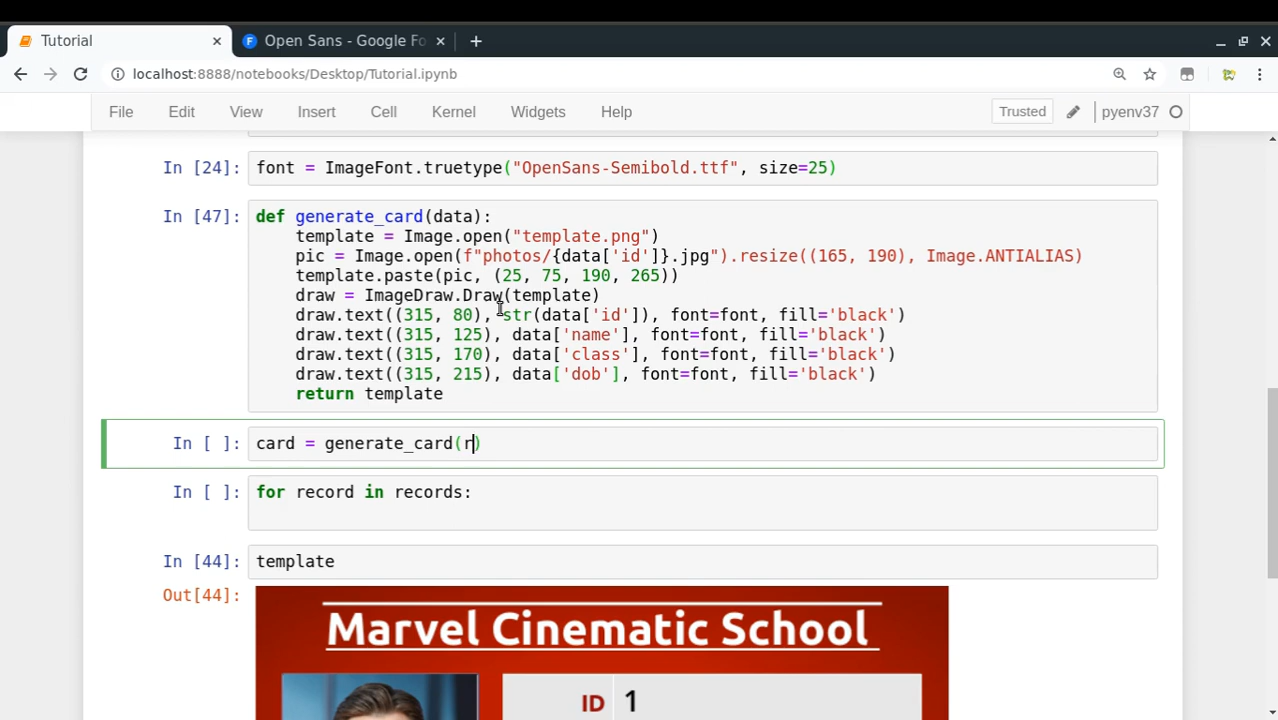 Tutorial
Open Sans - Google Fo
localhost:8888/notebooks/Desktop/Tutorial.ipynb
File Edit View Insert Cell Kernel Widgets Help Trusted pyenv37
In [24]: font = ImageFont.truetype("OpenSans-Semibold.ttf", size=25)
In [47]: def generate_card(data):
template = Image.open("template.png")
pic = Image.open(f"photos/{data['id']}.jpg").resize((165, 190), Image.ANTIALIAS)
template.paste(pic, (25, 75, 190, 265))
draw = ImageDraw.Draw(template)
draw.text((315, 80), str(data['id']), font=font, fill='black')
draw.text((315, 125), data['name'], font=font, fill='black')
draw.text((315, 170), data['class'], font=font, fill='black')
draw.text((315, 215), data['dob'], font=font, fill='black')
return template
In [ ]: card = generate_card(r)
In [ ]: for record in records:
In [44]: template
Out[44]:
Marvel Cinematic School
ID 1